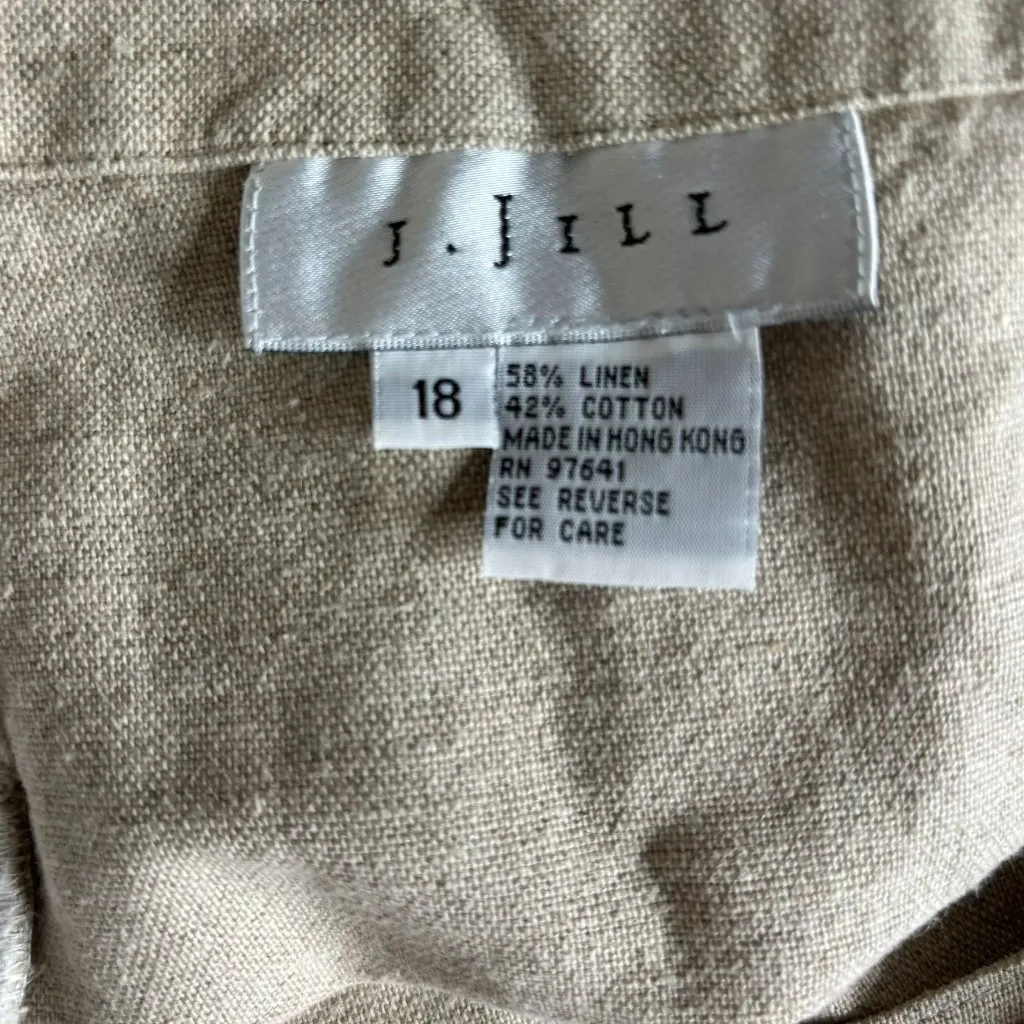 J. JILL
18
58% LINEN
42% COTTON
MADE IN HONG KONG
RN 97641
SEE REVERSE
FOR CARE